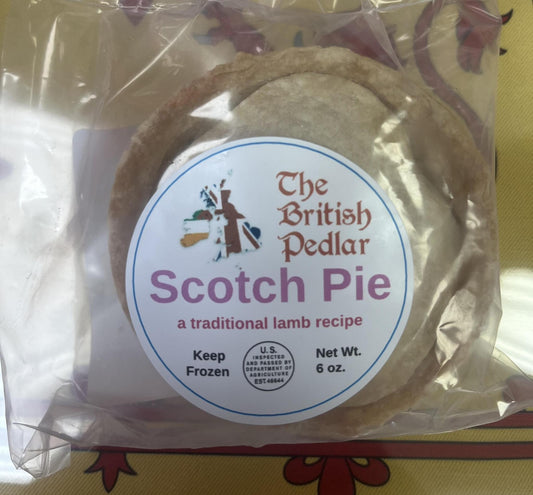 The
British
Pedlar
Scotch Pie
a traditional lamb recipe
Keep
Frozen
U.S.
INSPECTED
AND PASSED BY
DEPARTMENT OF
AGRICULTURE
EST.46644
Net Wt.
6 oz.